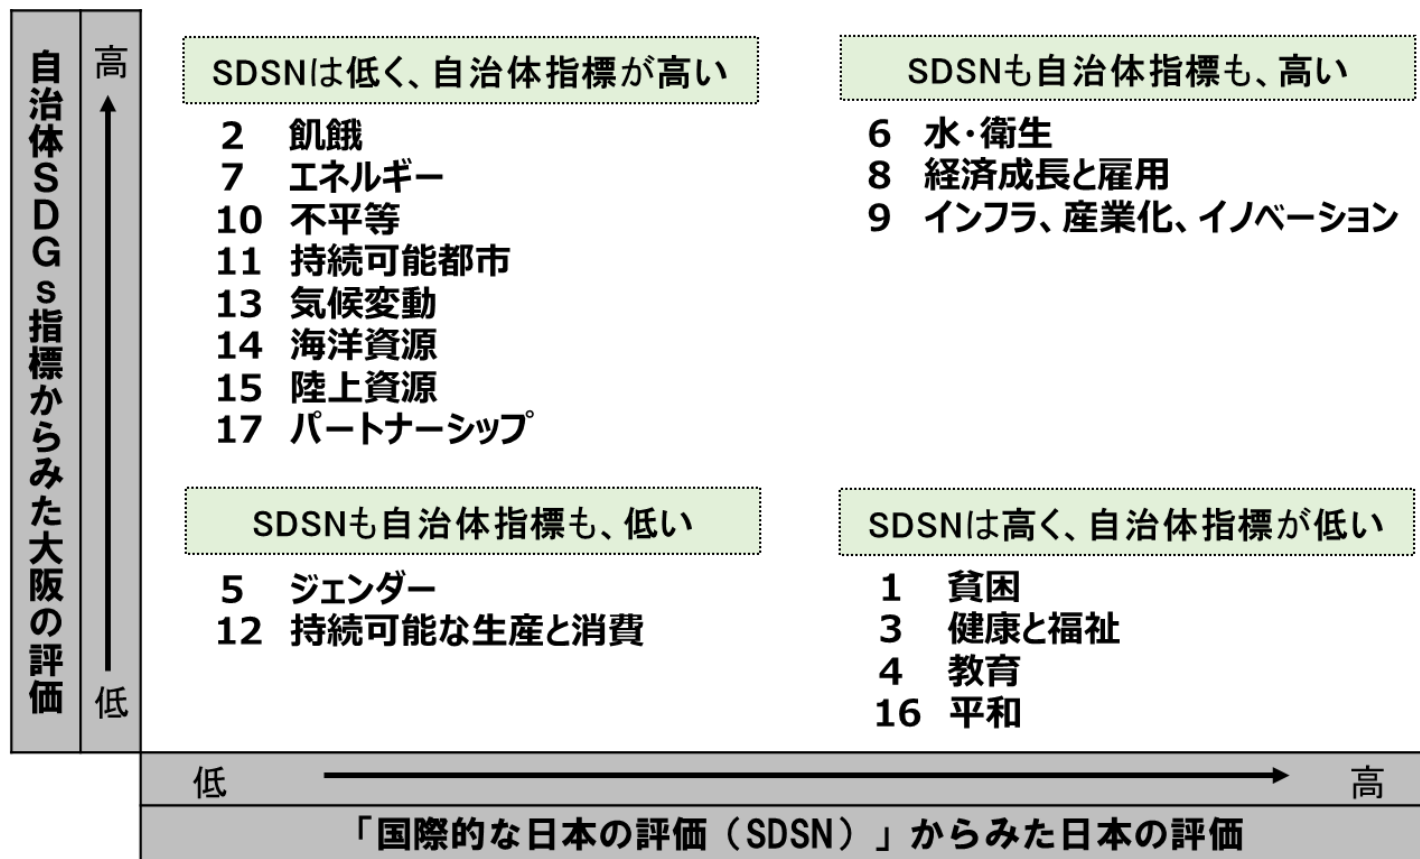 自治体SDGs指標からみた大阪の評価
高
低
SDSNは低く、自治体指標が高い
2 飢餓
7 エネルギー
10 不平等
11 持続可能都市
13 気候変動
14 海洋資源
15 陸上資源
17 パートナーシップ
SDSNも自治体指標も、高い
6 水・衛生
8 経済成長と雇用
9 インフラ、産業化、イノベーション
SDSNも自治体指標も、低い
5 ジェンダー
12 持続可能な生産と消費
SDSNは高く、自治体指標が低い
1 貧困
3 健康と福祉
4 教育
16 平和
低
高
「国際的な日本の評価（SDSN）」からみた日本の評価